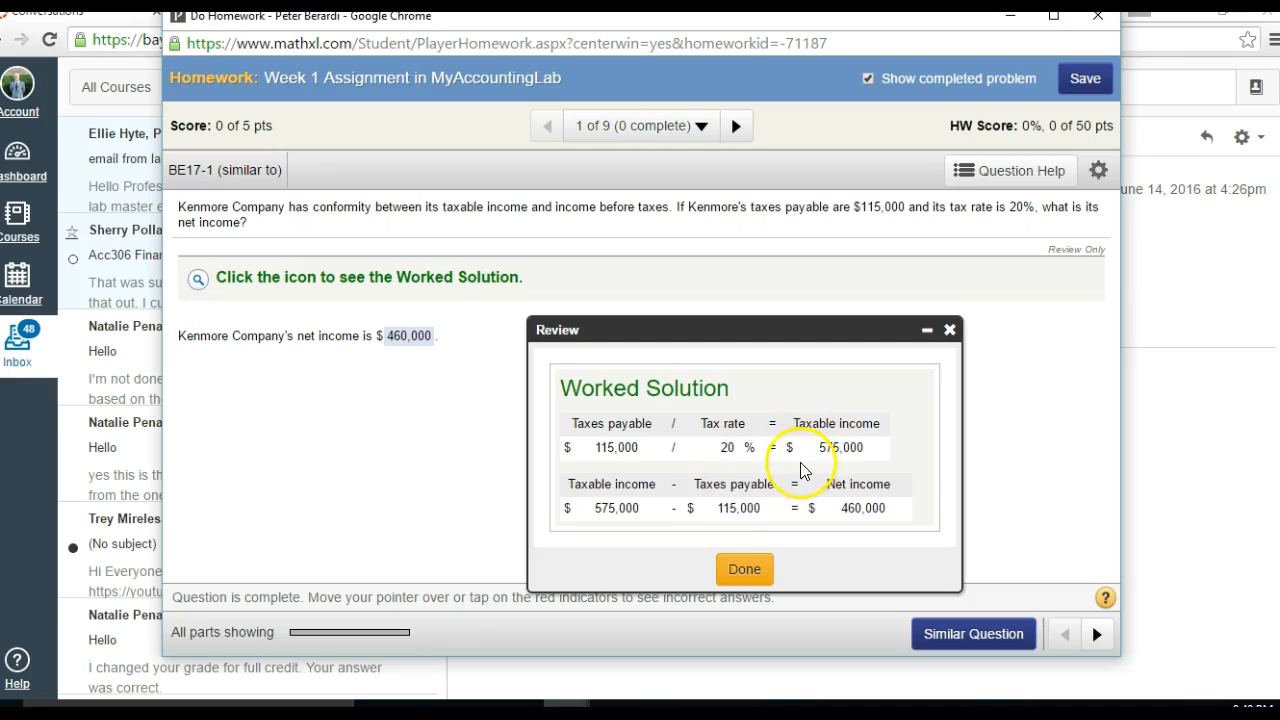 Conversations
Do Homework - Peter Berardi - Google Chrome
https://bay
https://www.mathxl.com/Student/PlayerHomework.aspx?centerwin=yes&homeworkid=-71187
Account
Dashboard
Courses
Calendar
48
Inbox
Help
All Courses
Ellie Hyte, P
email from la
Hello Profes
lab master e
Sherry Polla
Acc306 Finan
That was su
that out. I cu
Natalie Pena
Hello
I'm not done
based on the
Natalie Pena
Hello
yes this is th
from the one
Trey Mireles
(No subject)
Hi Everyone
https://youtu
Natalie Pena
Hello
I changed your grade for full credit. Your answer
was correct.
Homework: Week 1 Assignment in MyAccountingLab
Show completed problem
Save
Score: 0 of 5 pts
1 of 9 (0 complete)
HW Score: 0%, 0 of 50 pts
BE17-1 (similar to)
Question Help
une 14, 2016 at 4:26pm
Kenmore Company has conformity between its taxable income and income before taxes. If Kenmore's taxes payable are $115,000 and its tax rate is 20%, what is its
net income?
Review Only
Click the icon to see the Worked Solution.
Kenmore Company's net income is $ 460,000 .
Review
Worked Solution
Taxes payable / Tax rate = Taxable income
$ 115,000 / 20 % = $ 575,000
Taxable income - Taxes payable = Net income
$ 575,000 - $ 115,000 = $ 460,000
Done
Question is complete. Move your pointer over or tap on the red indicators to see incorrect answers.
?
All parts showing
Similar Question